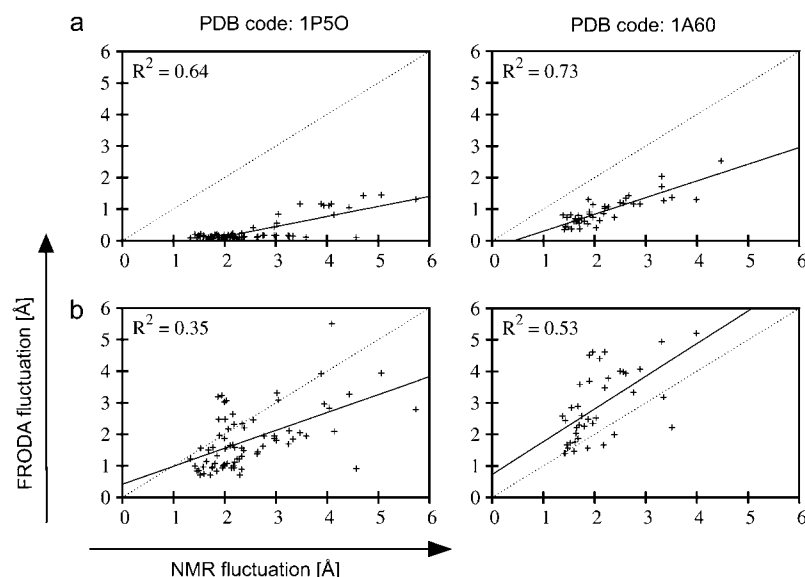 a
PDB code: 1P5O
PDB code: 1A60
6
5
4
3
2
1
0
R² = 0.64
0 1 2 3 4 5 6
6
5
4
3
2
1
0
R² = 0.73
0 1 2 3 4 5 6
b
6
5
4
3
2
1
0
R² = 0.35
0 1 2 3 4 5 6
6
5
4
3
2
1
0
R² = 0.53
0 1 2 3 4 5 6
FRODA fluctuation [Å]
NMR fluctuation [Å]